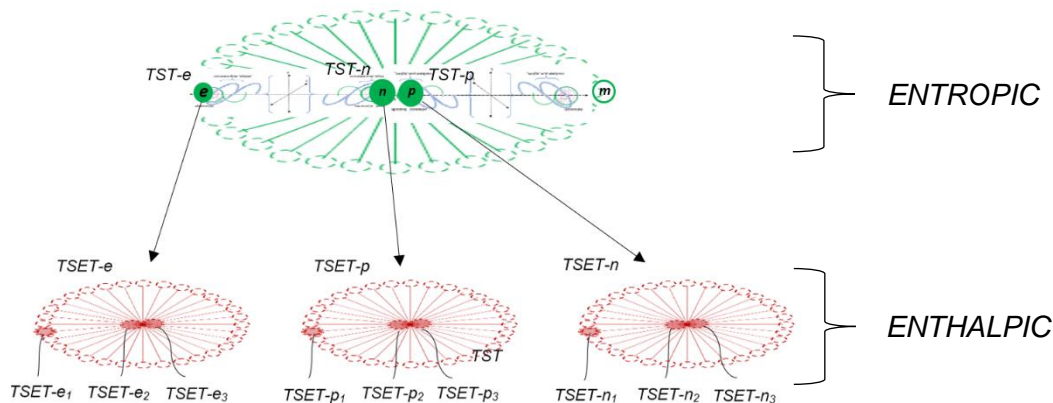 TST-e
TST-n
TST-p
e
n
p
m
ENTROPIC
TSET-e
TSET-p
TSET-n
TST
ENTHALPIC
TSET-e₁
TSET-e₂
TSET-e₃
TSET-p₁
TSET-p₂
TSET-p₃
TSET-n₁
TSET-n₂
TSET-n₃